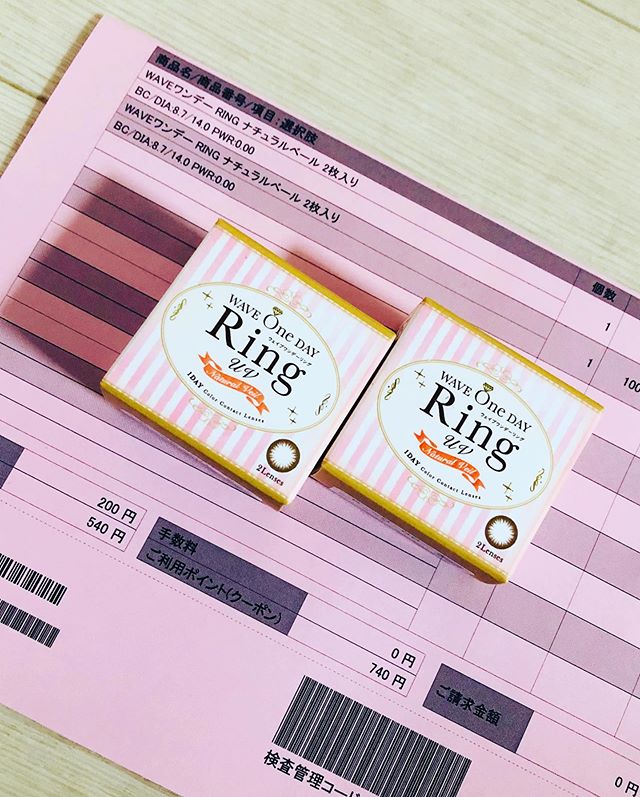 商品名/商品番号/項目:選択肢
WAVEワンデー RING ナチュラルベール 2枚入り
BC/DIA:8.7/14.0 PWR:0.00
WAVEワンデー RING ナチュラルベール 2枚入り
BC/DIA:8.7/14.0 PWR:0.00
個数
1
1
100
WAVE One DAY
ウェイブワンデーリング
Ring
UV
Natural Veil
1DAY Color Contact Lenses
2Lenses
WAVE One DAY
ウェイブワンデーリング
Ring
UV
Natural Veil
1DAY Color Contact Lenses
2Lenses
200 円
540 円
手数料
ご利用ポイント(クーポン)
0 円
740 円
ご請求金額
0 円
検査管理コード